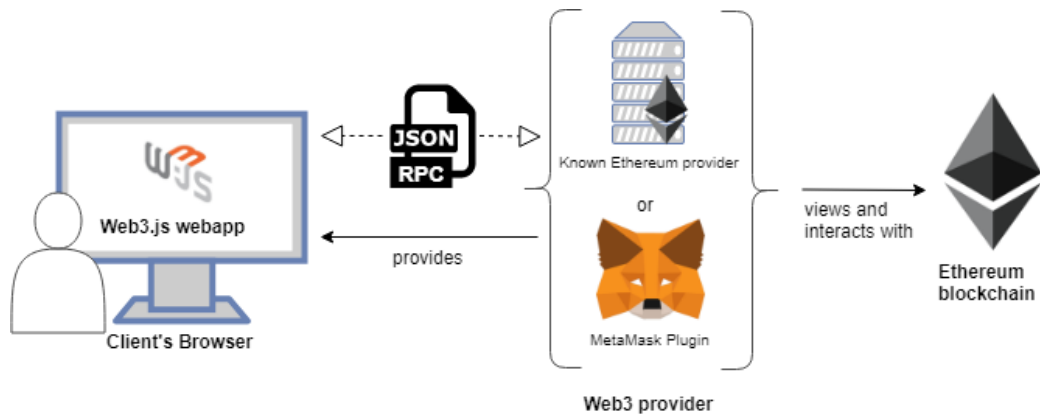 W3JS
Web3.js webapp
Client's Browser
JSON
RPC
provides
Known Ethereum provider
or
MetaMask Plugin
Web3 provider
views and
interacts with
Ethereum
blockchain